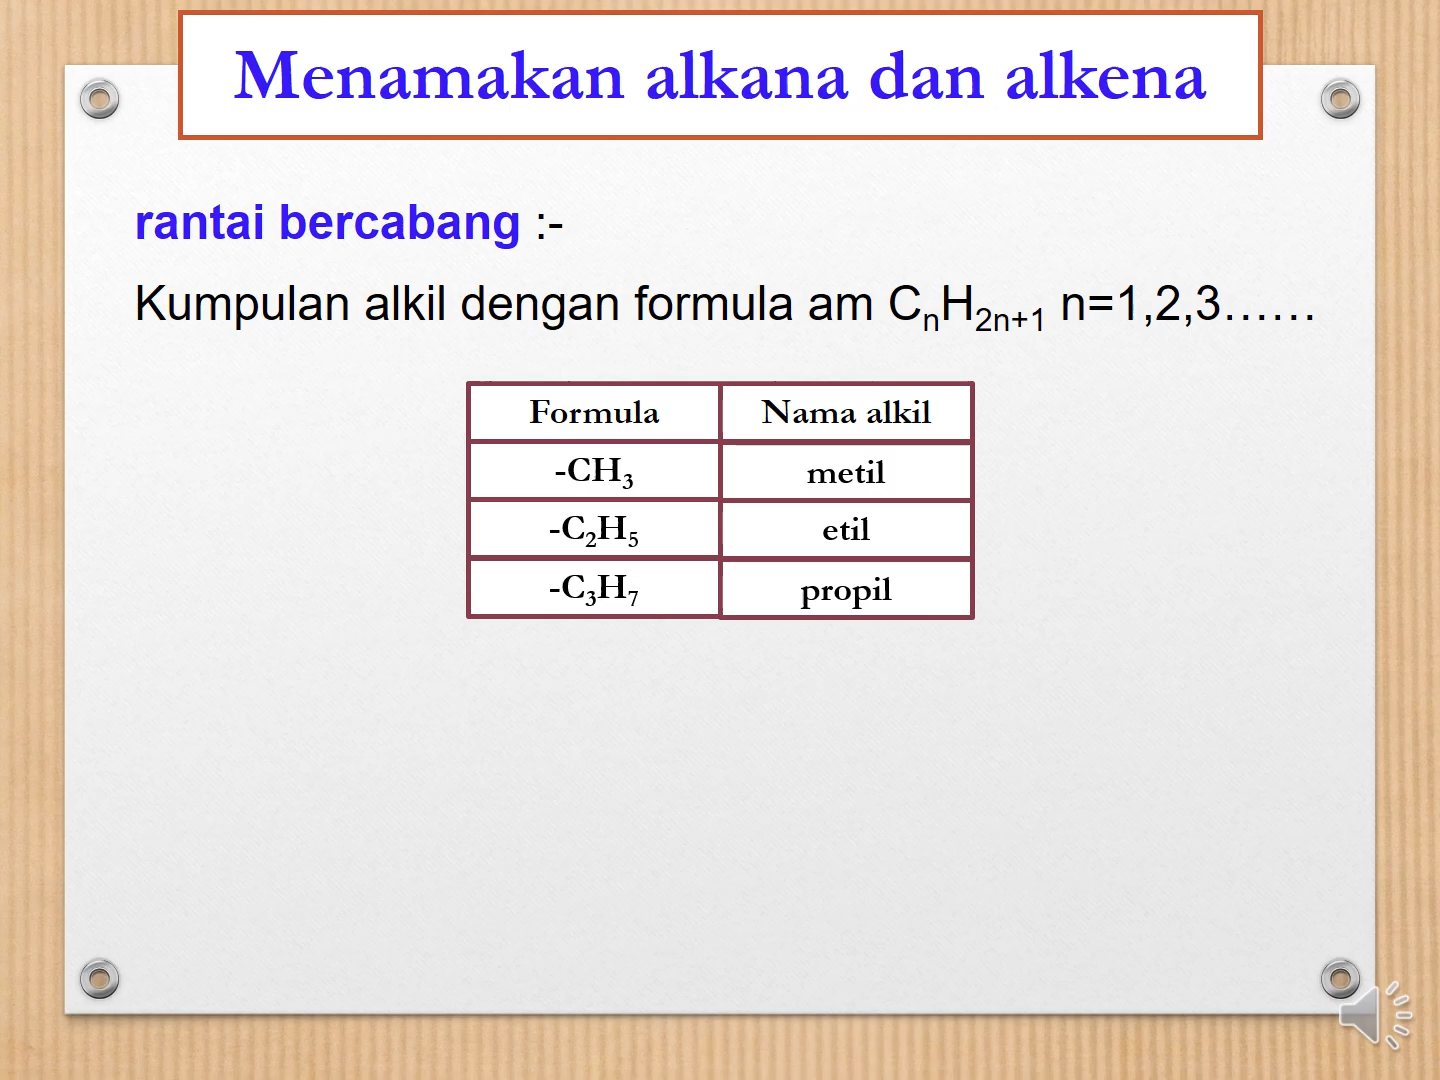 Menamakan alkana dan alkena
rantai bercabang :-
Kumpulan alkil dengan formula am CₙH₂ₙ₊₁ n=1,2,3……
Formula Nama alkil
-CH₃ metil
-C₂H₅ etil
-C₃H₇ propil